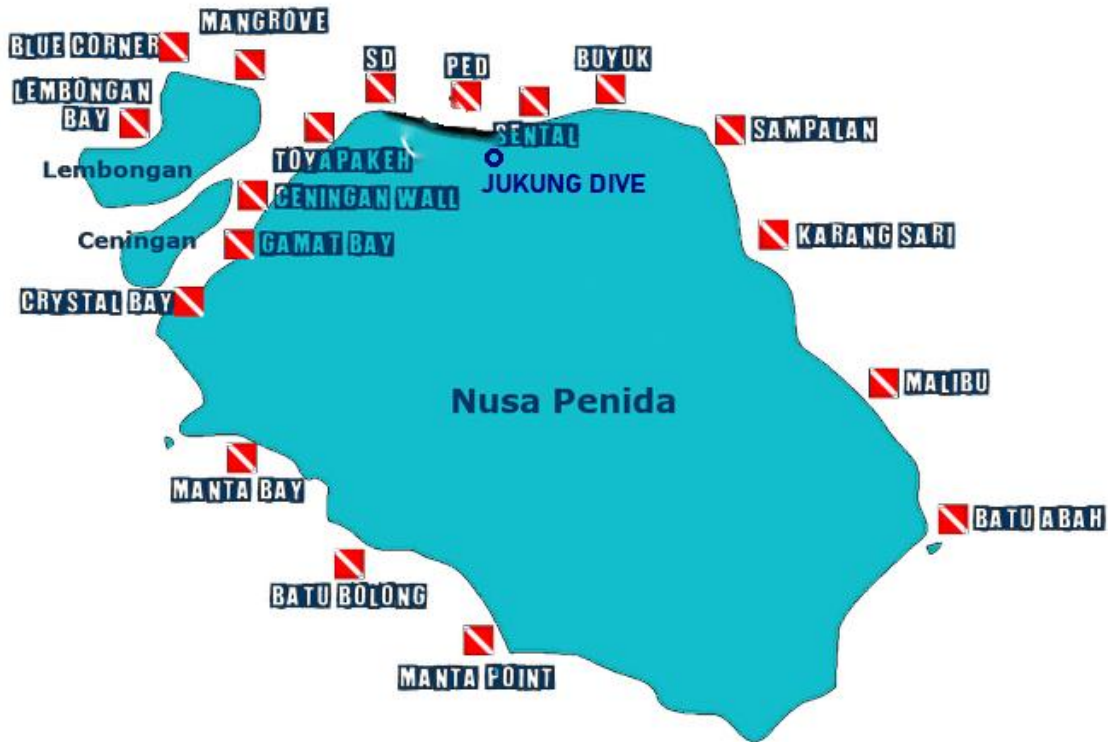 MANGROVE
BLUE CORNER
SD
PED
BUYUK
LEMBONGAN
BAY
SENTAL
SAMPALAN
TOYAPAKEH
Lembongan
JUKUNG DIVE
CENINGAN WALL
Ceningan
GAMAT BAY
KARANG SARI
CRYSTAL BAY
MALIBU
Nusa Penida
MANTA BAY
BATU ABAH
BATU BOLONG
MANTA POINT